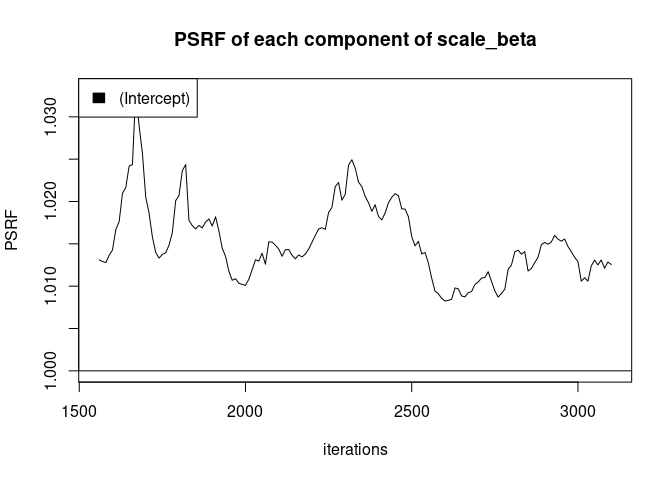 PSRF of each component of scale_beta
(Intercept)
PSRF
1.030
1.020
1.010
1.000
1500 2000 2500 3000
iterations